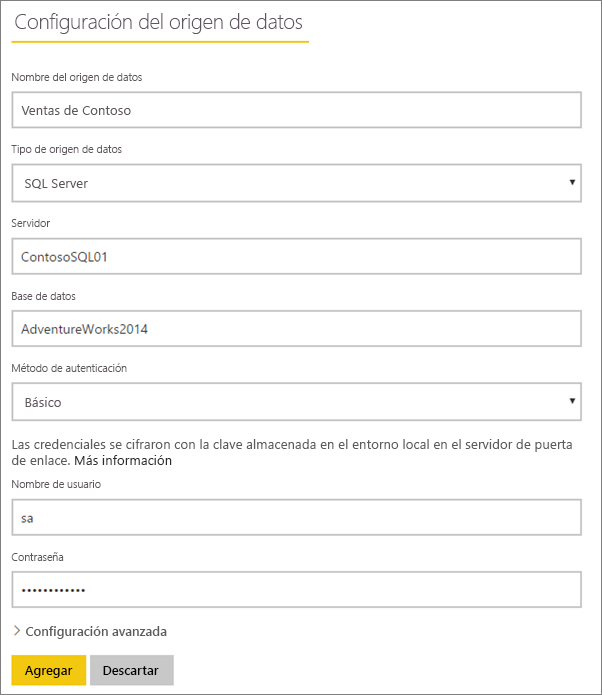 Configuración del origen de datos
Nombre del origen de datos
Ventas de Contoso
Tipo de origen de datos
SQL Server
Servidor
ContosoSQL01
Base de datos
AdventureWorks2014
Método de autenticación
Básico
Las credenciales se cifraron con la clave almacenada en el entorno local en el servidor de puerta
de enlace. Más información
Nombre de usuario
sa
Contraseña
••••••••••••
Configuración avanzada
Agregar Descartar